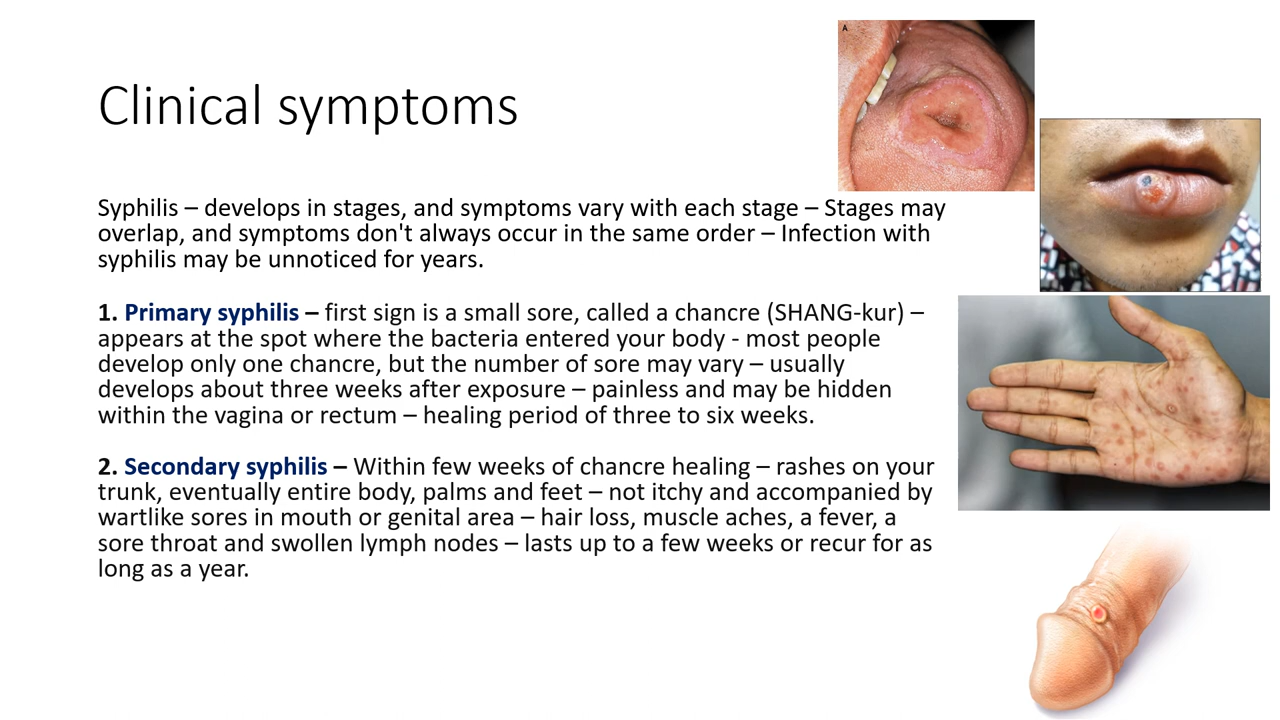 Clinical symptoms
A
Syphilis – develops in stages, and symptoms vary with each stage – Stages may
overlap, and symptoms don't always occur in the same order – Infection with
syphilis may be unnoticed for years.
1. Primary syphilis – first sign is a small sore, called a chancre (SHANG-kur) –
appears at the spot where the bacteria entered your body - most people
develop only one chancre, but the number of sore may vary – usually
develops about three weeks after exposure – painless and may be hidden
within the vagina or rectum – healing period of three to six weeks.
2. Secondary syphilis – Within few weeks of chancre healing – rashes on your
trunk, eventually entire body, palms and feet – not itchy and accompanied by
wartlike sores in mouth or genital area – hair loss, muscle aches, a fever, a
sore throat and swollen lymph nodes – lasts up to a few weeks or recur for as
long as a year.